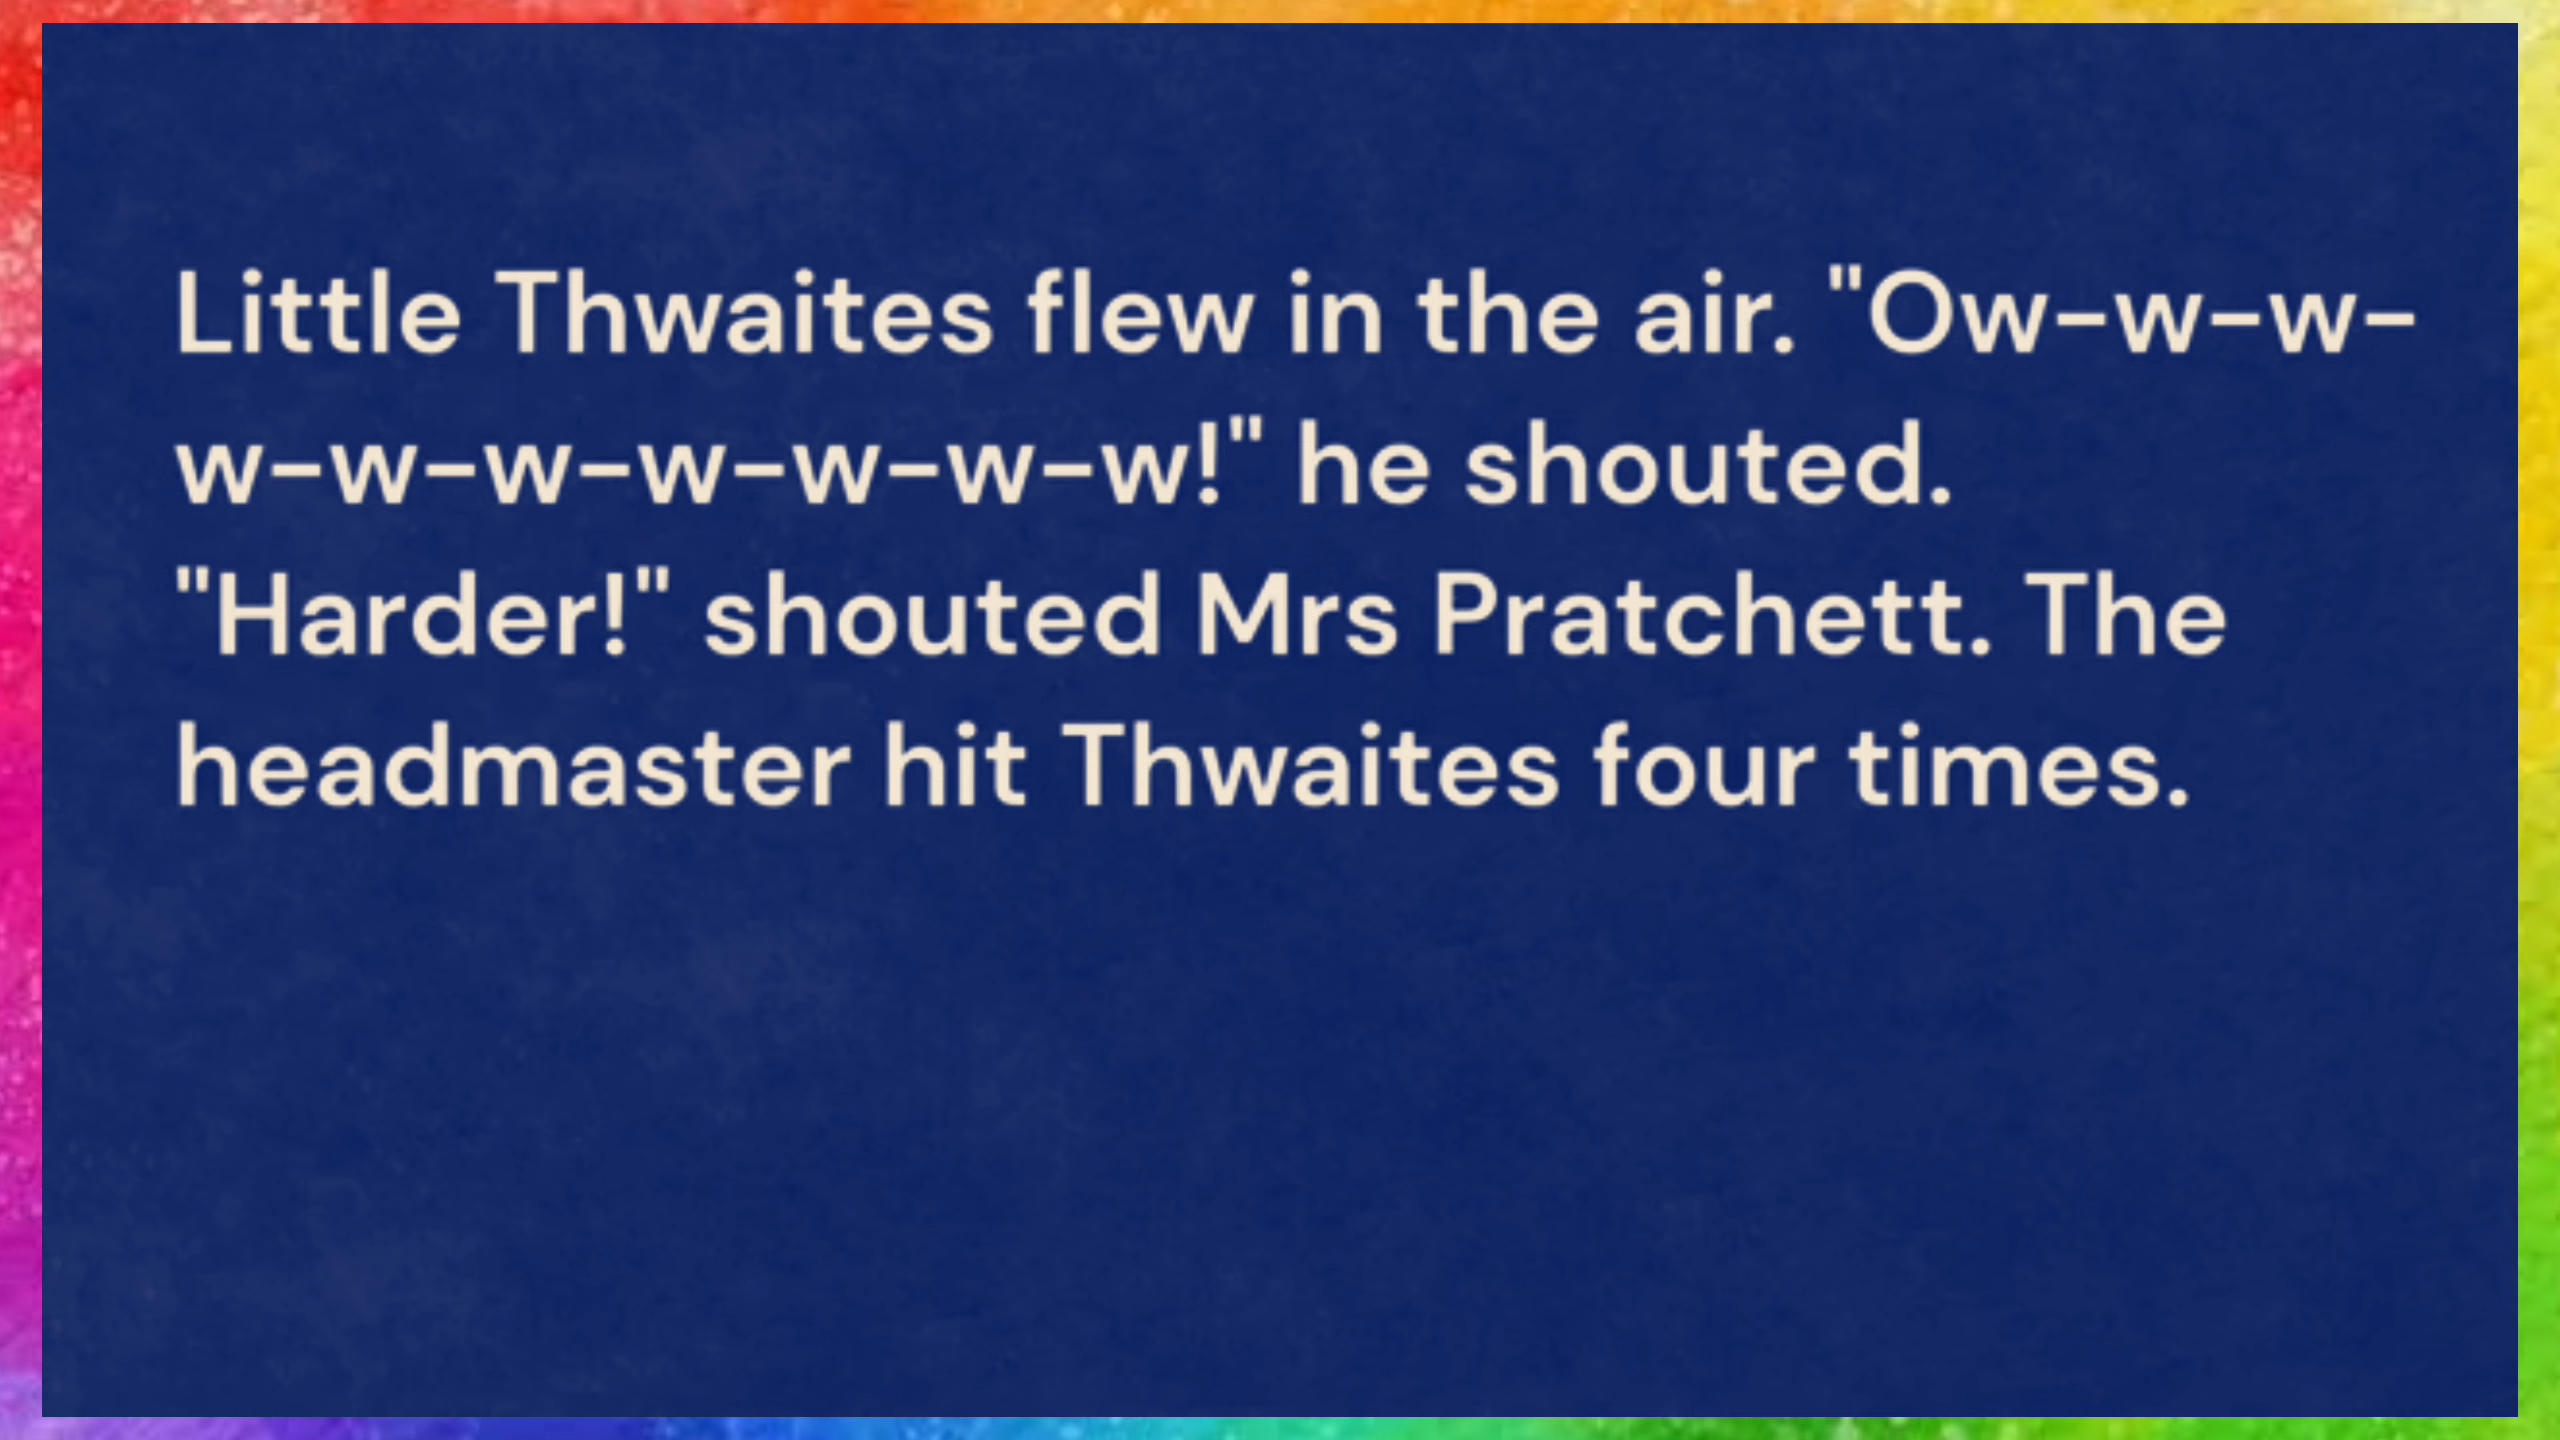 Little Thwaites flew in the air. "Ow-w-w-
w-w-w-w-w-w-w!" he shouted.
"Harder!" shouted Mrs Pratchett. The
headmaster hit Thwaites four times.